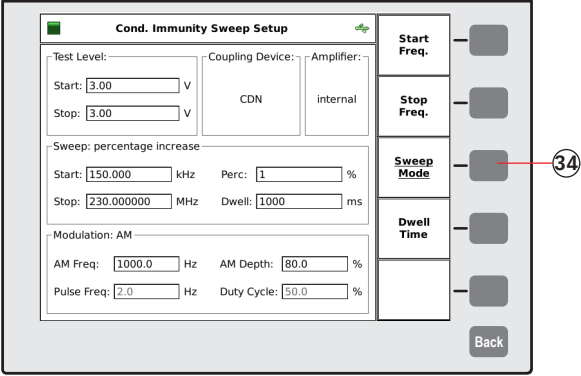 Cond. Immunity Sweep Setup
Test Level:
Start: 3.00 V
Stop: 3.00 V
Coupling Device:
CDN
Amplifier:
internal
Sweep: percentage increase
Start: 150.000 kHz Perc: 1 %
Stop: 230.000000 MHz Dwell: 1000 ms
Modulation: AM
AM Freq: 1000.0 Hz AM Depth: 80.0 %
Pulse Freq: 2.0 Hz Duty Cycle: 50.0 %
Start
Freq.
Stop
Freq.
Sweep
Mode
34
Dwell
Time
Back